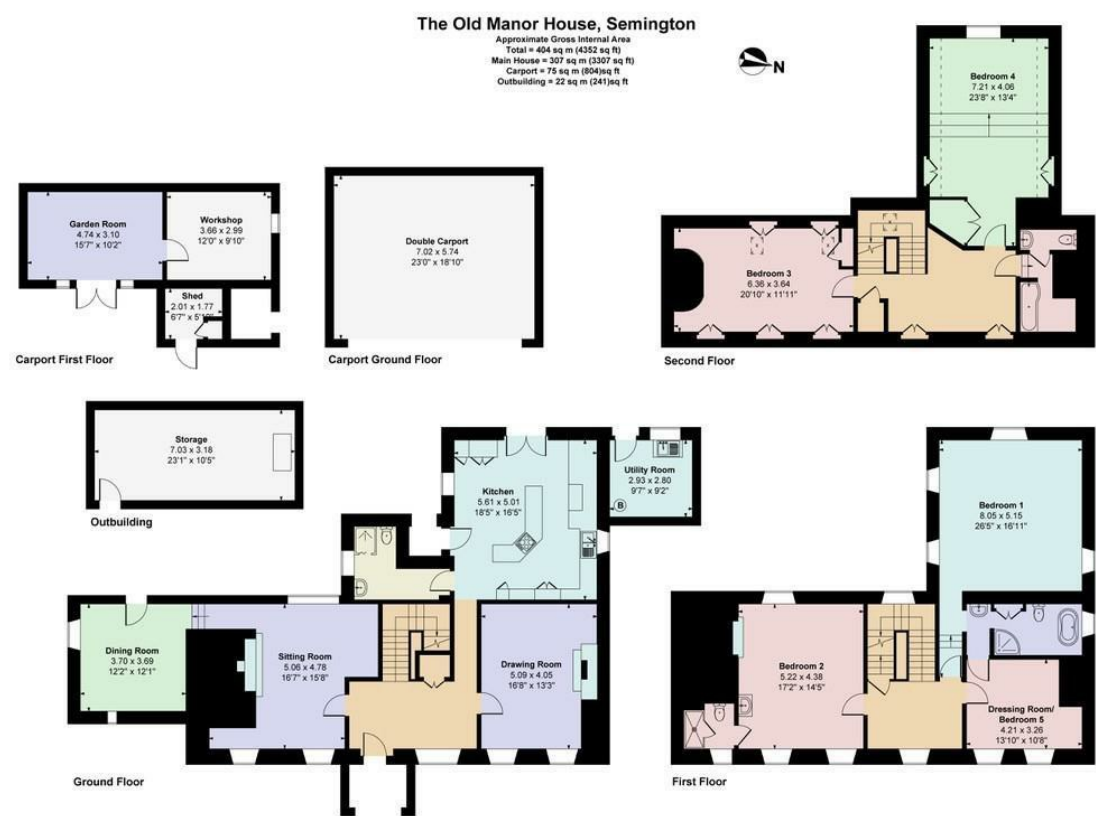 The Old Manor House, Semington
Approximate Gross Internal Area
Total = 404 sq m (4352 sq ft)
Main House = 307 sq m (3307 sq ft)
Carport = 75 sq m (804)sq ft
Outbuilding = 22 sq m (241)sq ft
N
Garden Room
4.74 x 3.10
15'7" x 10'2"
Workshop
3.66 x 2.99
12'0" x 9'10"
Shed
2.01 x 1.77
6'7" x 5'10"
Carport First Floor
Double Carport
7.02 x 5.74
23'0" x 18'10"
Carport Ground Floor
Bedroom 4
7.21 x 4.06
23'8" x 13'4"
Bedroom 3
6.36 x 3.64
20'10" x 11'11"
Second Floor
Storage
7.03 x 3.18
23'1" x 10'5"
Outbuilding
Kitchen
5.61 x 5.01
18'5" x 16'5"
Utility Room
2.93 x 2.80
9'7" x 9'2"
B
Dining Room
3.70 x 3.69
12'2" x 12'1"
Sitting Room
5.06 x 4.78
16'7" x 15'8"
Drawing Room
5.09 x 4.05
16'8" x 13'3"
Ground Floor
Bedroom 1
8.05 x 5.15
26'5" x 16'11"
Bedroom 2
5.22 x 4.38
17'2" x 14'5"
Dressing Room/
Bedroom 5
4.21 x 3.26
13'10" x 10'8"
First Floor